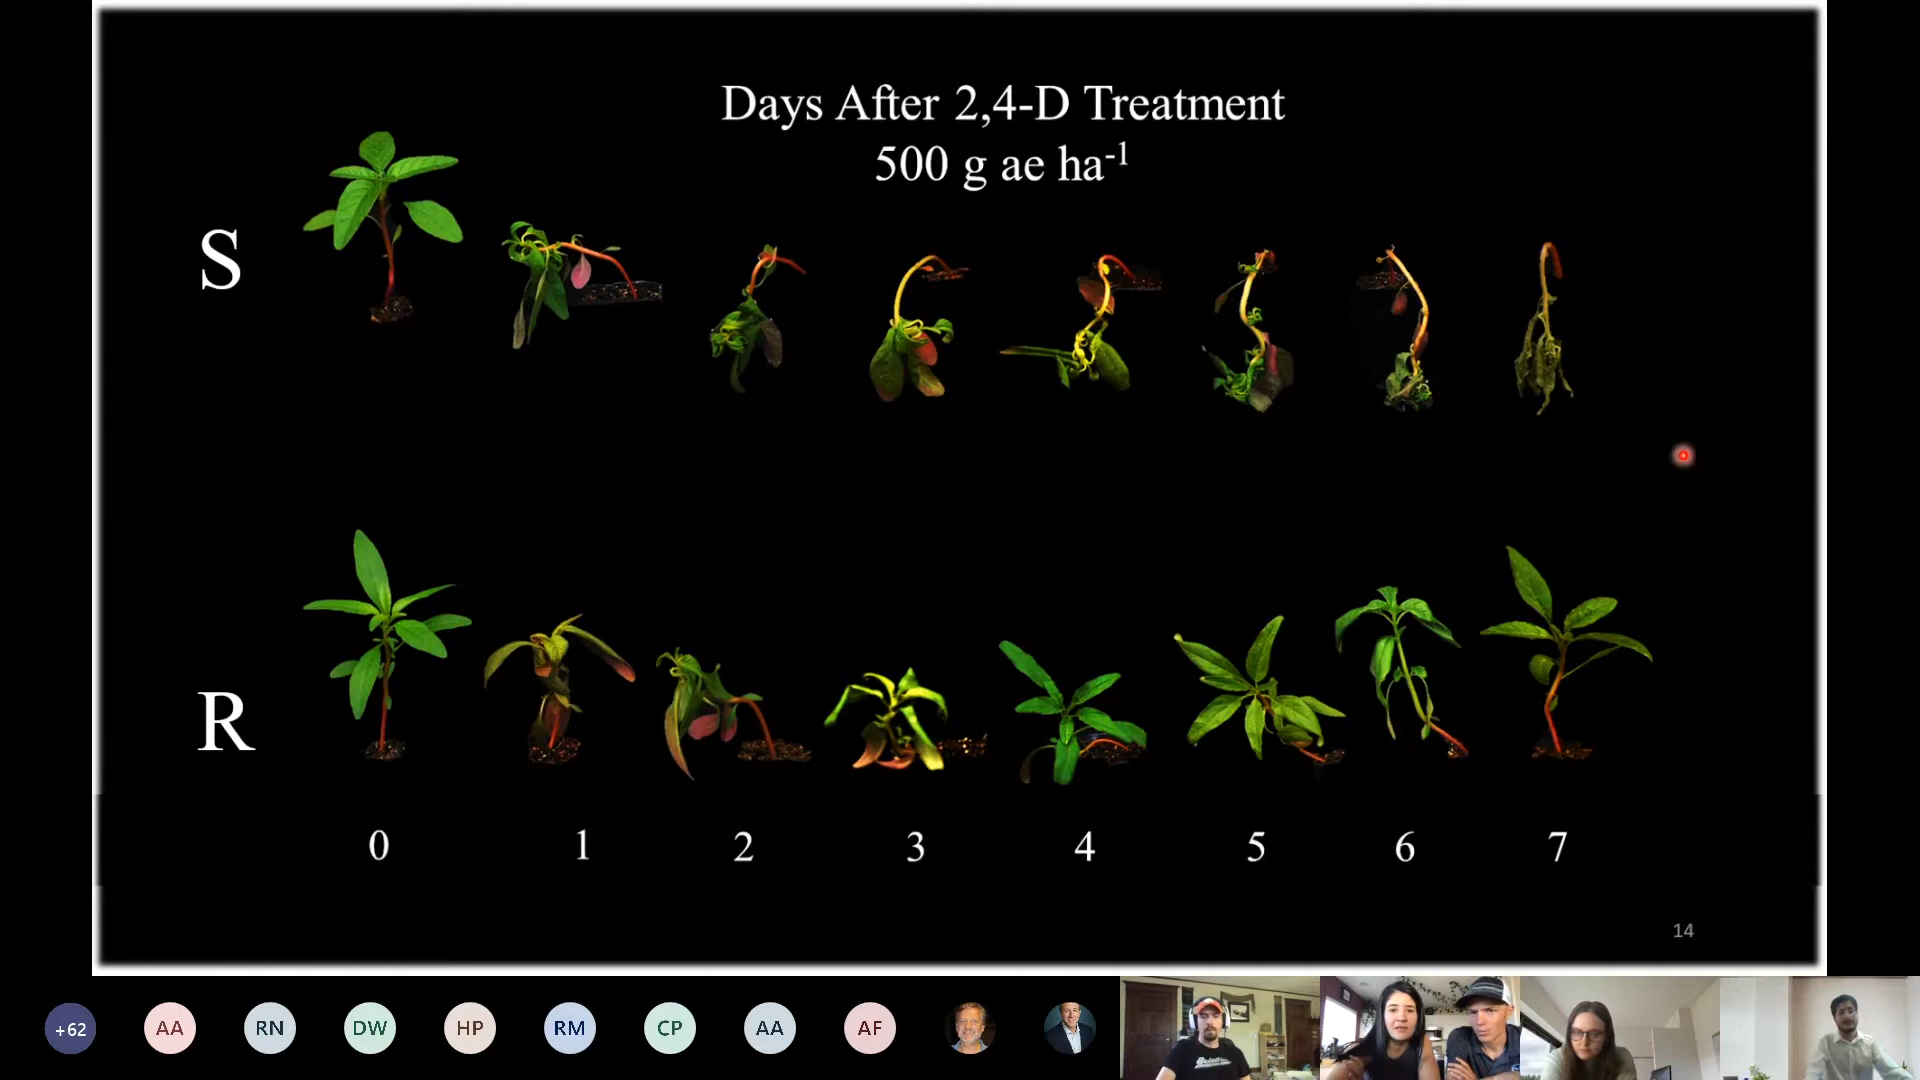 Days After 2,4-D Treatment
500 g ae ha-1
S
R
0 1 2 3 4 5 6 7
14
+62 AA RN DW HP RM CP AA AF